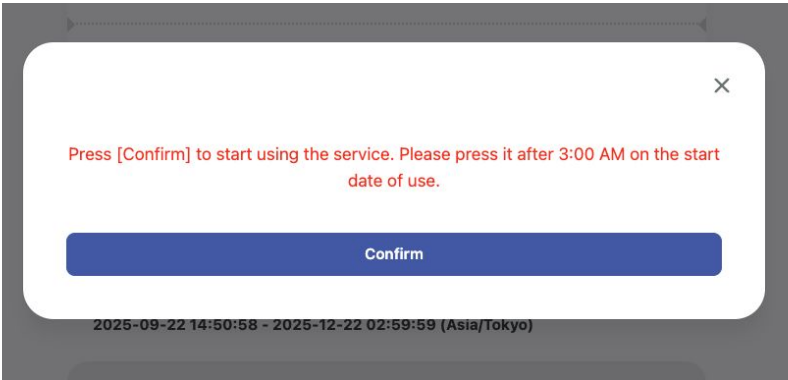 Press [Confirm] to start using the service. Please press it after 3:00 AM on the start
date of use.
Confirm
2025-09-22 14:50:58 - 2025-12-22 02:59:59 (Asia/Tokyo)